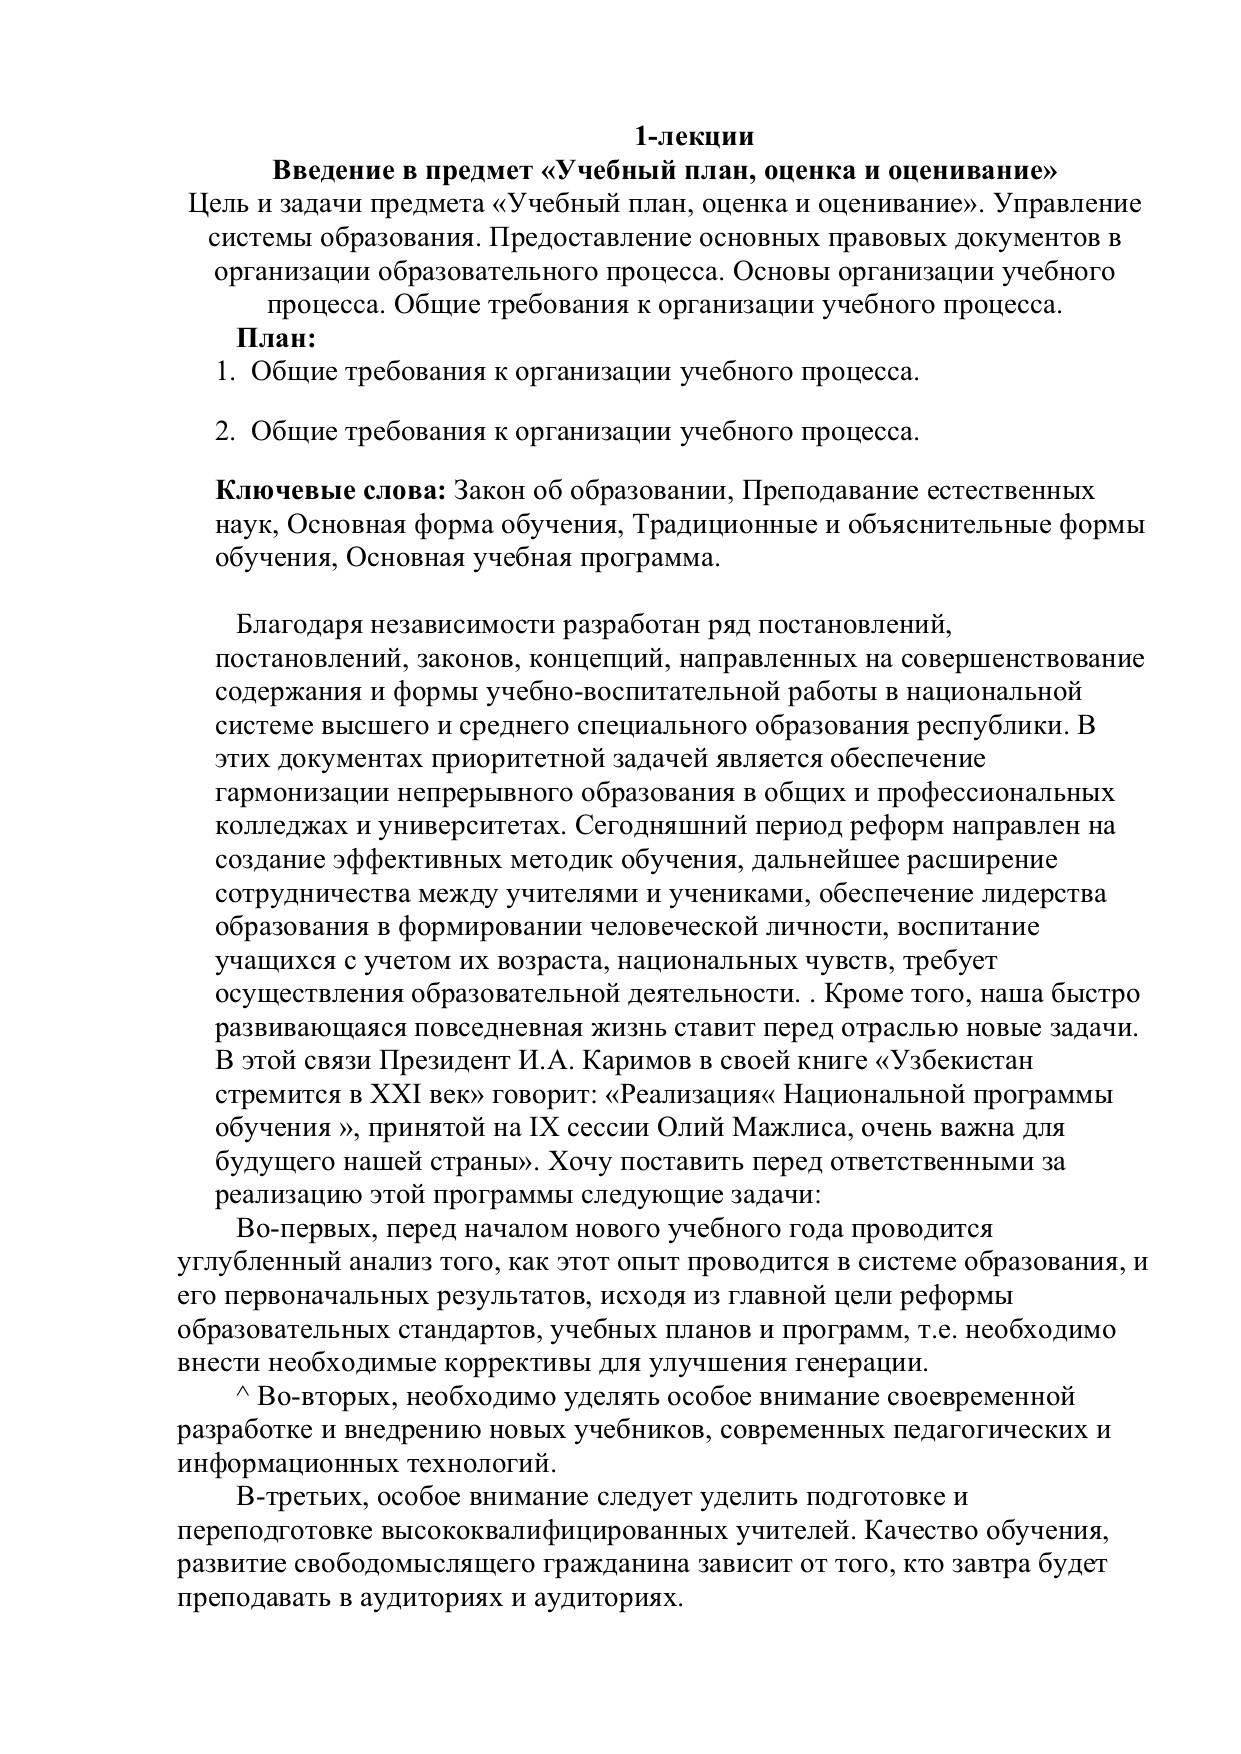 1-лекции
Введение в предмет «Учебный план, оценка и оценивание»
Цель и задачи предмета «Учебный план, оценка и оценивание». Управление
системы образования. Предоставление основных правовых документов в
организации образовательного процесса. Основы организации учебного
процесса. Общие требования к организации учебного процесса.
План:
1. Общие требования к организации учебного процесса.
2. Общие требования к организации учебного процесса.
Ключевые слова: Закон об образовании, Преподавание естественных
наук, Основная форма обучения, Традиционные и объяснительные формы
обучения, Основная учебная программа.
Благодаря независимости разработан ряд постановлений,
постановлений, законов, концепций, направленных на совершенствование
содержания и формы учебно-воспитательной работы в национальной
системе высшего и среднего специального образования республики. В
этих документах приоритетной задачей является обеспечение
гармонизации непрерывного образования в общих и профессиональных
колледжах и университетах. Сегодняшний период реформ направлен на
создание эффективных методик обучения, дальнейшее расширение
сотрудничества между учителями и учениками, обеспечение лидерства
образования в формировании человеческой личности, воспитание
учащихся с учетом их возраста, национальных чувств, требует
осуществления образовательной деятельности. . Кроме того, наша быстро
развивающаяся повседневная жизнь ставит перед отраслью новые задачи.
В этой связи Президент И.А. Каримов в своей книге «Узбекистан
стремится в XXI век» говорит: «Реализация« Национальной программы
обучения », принятой на IX сессии Олий Мажлиса, очень важна для
будущего нашей страны». Хочу поставить перед ответственными за
реализацию этой программы следующие задачи:
Во-первых, перед началом нового учебного года проводится
углубленный анализ того, как этот опыт проводится в системе образования, и
его первоначальных результатов, исходя из главной цели реформы
образовательных стандартов, учебных планов и программ, т.е. необходимо
внести необходимые коррективы для улучшения генерации.
^ Во-вторых, необходимо уделять особое внимание своевременной
разработке и внедрению новых учебников, современных педагогических и
информационных технологий.
В-третьих, особое внимание следует уделить подготовке и
переподготовке высококвалифицированных учителей. Качество обучения,
развитие свободомыслящего гражданина зависит от того, кто завтра будет
преподавать в аудиториях и аудиториях.